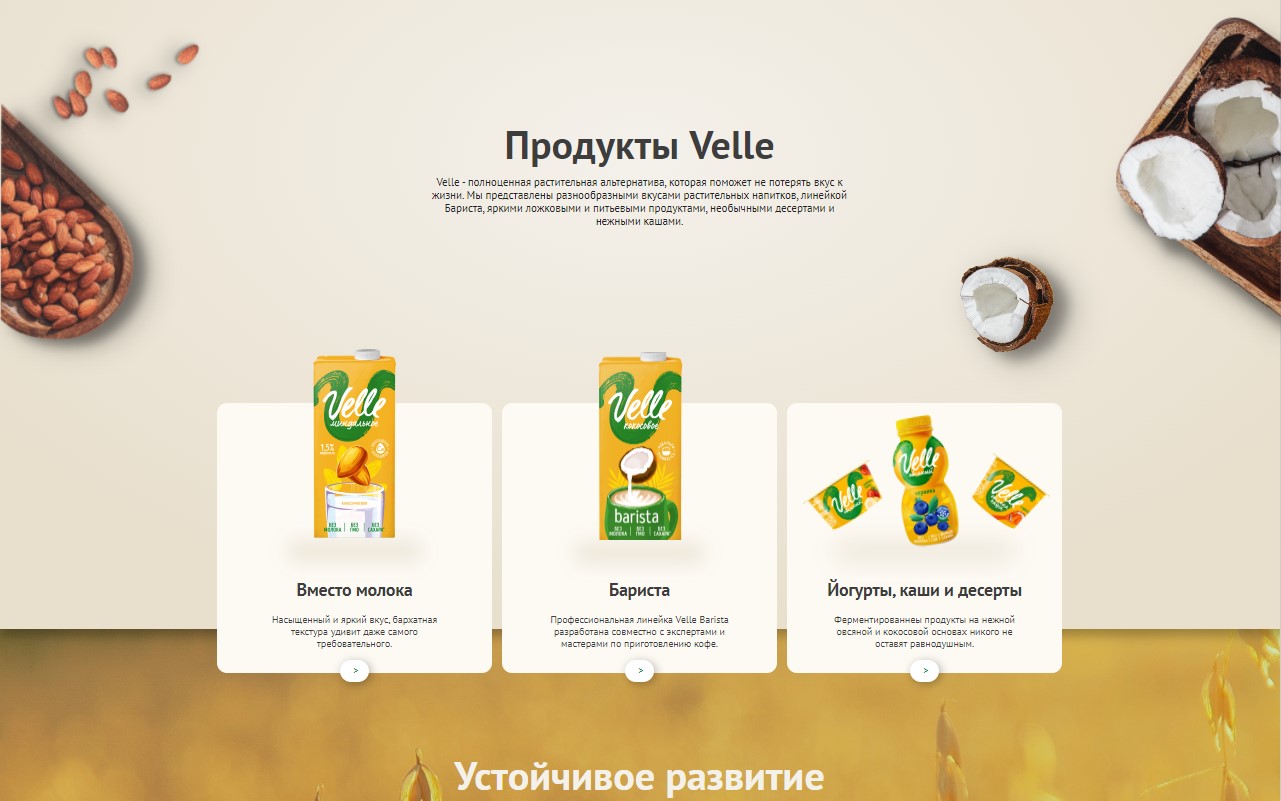 Продукты Velle
Velle - полноценная растительная альтернатива, которая поможет не потерять вкус к
жизни. Мы представлены разнообразными вкусами растительных напитков, линейкой
Бариста, яркими ложковыми и питьевыми продуктами, необычными десертами и
нежными кашами.
Velle
миндальное
1,5%
БЕЗ МОЛОКА | БЕЗ ГМО | БЕЗ САХАРА
Velle
кокосовое
barista
БЕЗ МОЛОКА | БЕЗ ГМО | БЕЗ САХАРА
Velle
Velle
черника
Velle
Вместо молока
Насыщенный и яркий вкус, бархатная
текстура удивит даже самого
требовательного.
>
Бариста
Профессиональная линейка Velle Barista
разработана совместно с экспертами и
мастерами по приготовлению кофе.
>
Йогурты, каши и десерты
Ферментированнеы продукты на нежной
овсяной и кокосовой основах никого не
оставят равнодушным.
>
Устойчивое развитие